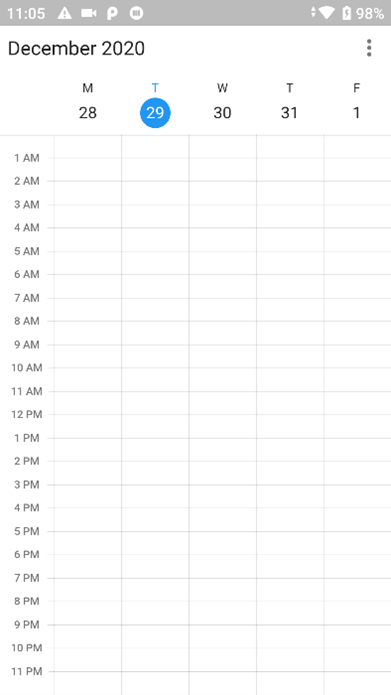 11:05 98%
December 2020
M T W T F
28 29 30 31 1
1 AM
2 AM
3 AM
4 AM
5 AM
6 AM
7 AM
8 AM
9 AM
10 AM
11 AM
12 PM
1 PM
2 PM
3 PM
4 PM
5 PM
6 PM
7 PM
8 PM
9 PM
10 PM
11 PM